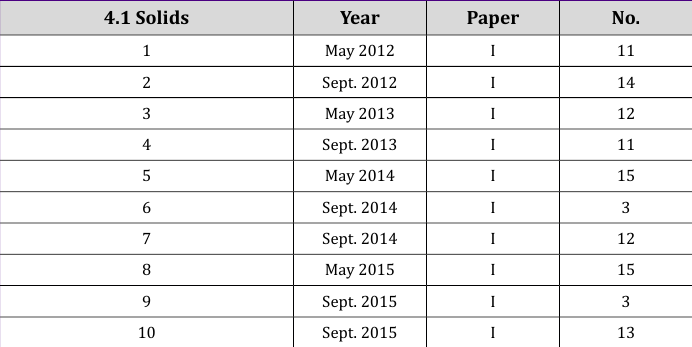 4.1 Solids Year Paper No.
1 May 2012 I 11
2 Sept. 2012 I 14
3 May 2013 I 12
4 Sept. 2013 I 11
5 May 2014 I 15
6 Sept. 2014 I 3
7 Sept. 2014 I 12
8 May 2015 I 15
9 Sept. 2015 I 3
10 Sept. 2015 I 13